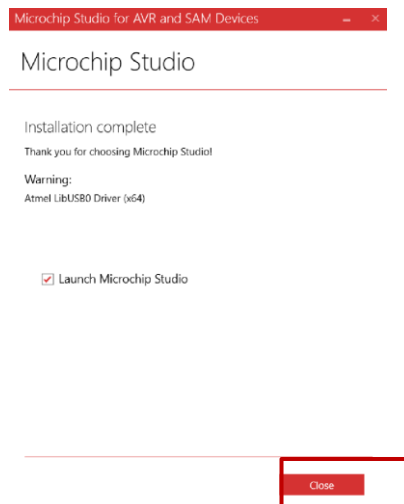 Microchip Studio for AVR and SAM Devices
Microchip Studio
Installation complete
Thank you for choosing Microchip Studio!
Warning:
Atmel LibUSB0 Driver (x64)
Launch Microchip Studio
Close